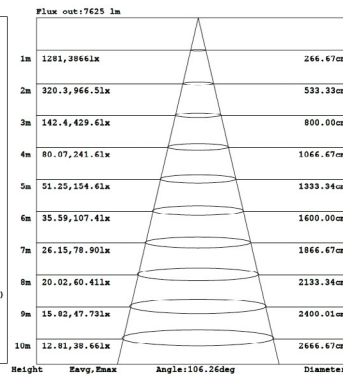 Flux out:7625 lm
1m 1281,3866lx 266.67cm
2m 320.3,966.5lx 533.33cm
3m 142.4,429.6lx 800.00cm
4m 80.07,241.6lx 1066.67cm
5m 51.25,154.6lx 1333.34cm
6m 35.59,107.4lx 1600.00cm
7m 26.15,78.90lx 1866.67cm
8m 20.02,60.41lx 2133.34cm
)
9m 15.82,47.73lx 2400.01cm
10m 12.81,38.66lx 2666.67cm
Height Eavg,Emax Angle:106.26deg Diameter